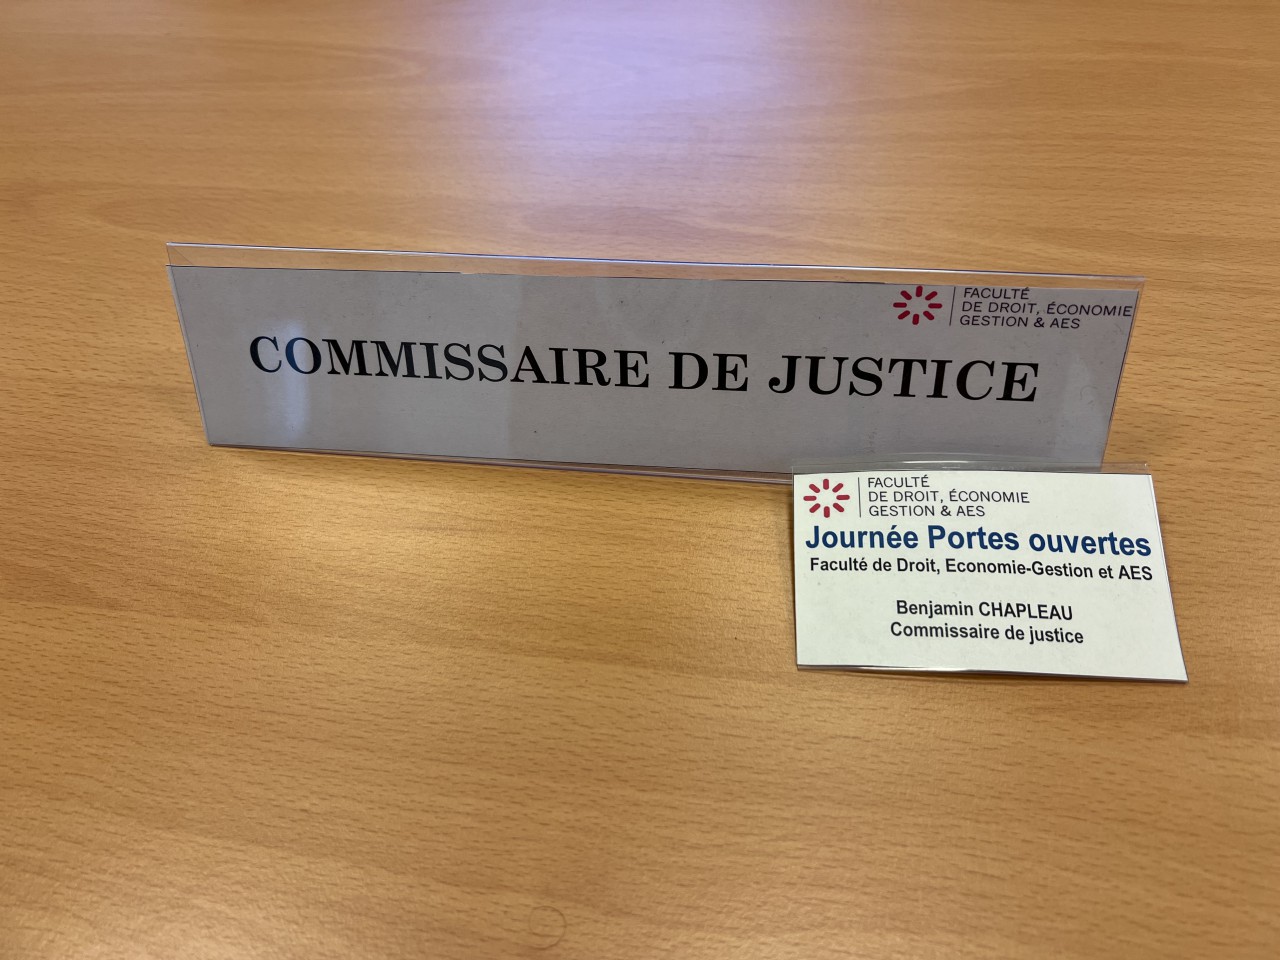 FACULTÉ
DE DROIT, ÉCONOMIE
GESTION & AES
COMMISSAIRE DE JUSTICE
FACULTÉ
DE DROIT, ÉCONOMIE
GESTION & AES
Journée Portes ouvertes
Faculté de Droit, Economie-Gestion et AES
Benjamin CHAPLEAU
Commissaire de justice